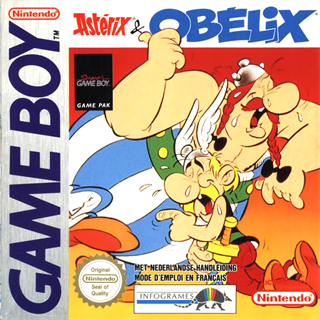 Nintendo
GAME BOY
TM
Astérix & OBÉLIX
GAME BOY
GAME PAK
Original
Nintendo
Seal of
Quality
MET NEDERLANDSE HANDLEIDING
MODE D'EMPLOI EN FRANÇAIS
INFOGRAMES
Nintendo